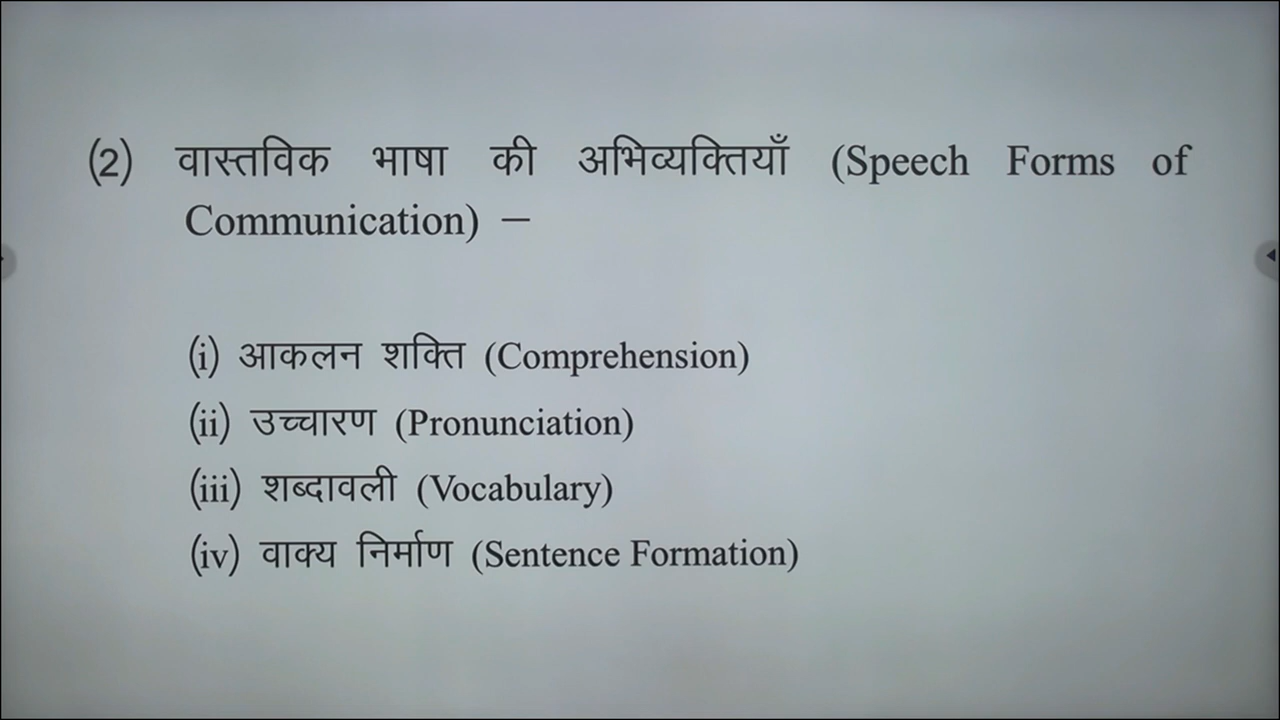 (2) वास्तविक भाषा की अभिव्यक्तियाँ (Speech Forms of
Communication) –
(i) आकलन शक्ति (Comprehension)
(ii) उच्चारण (Pronunciation)
(iii) शब्दावली (Vocabulary)
(iv) वाक्य निर्माण (Sentence Formation)